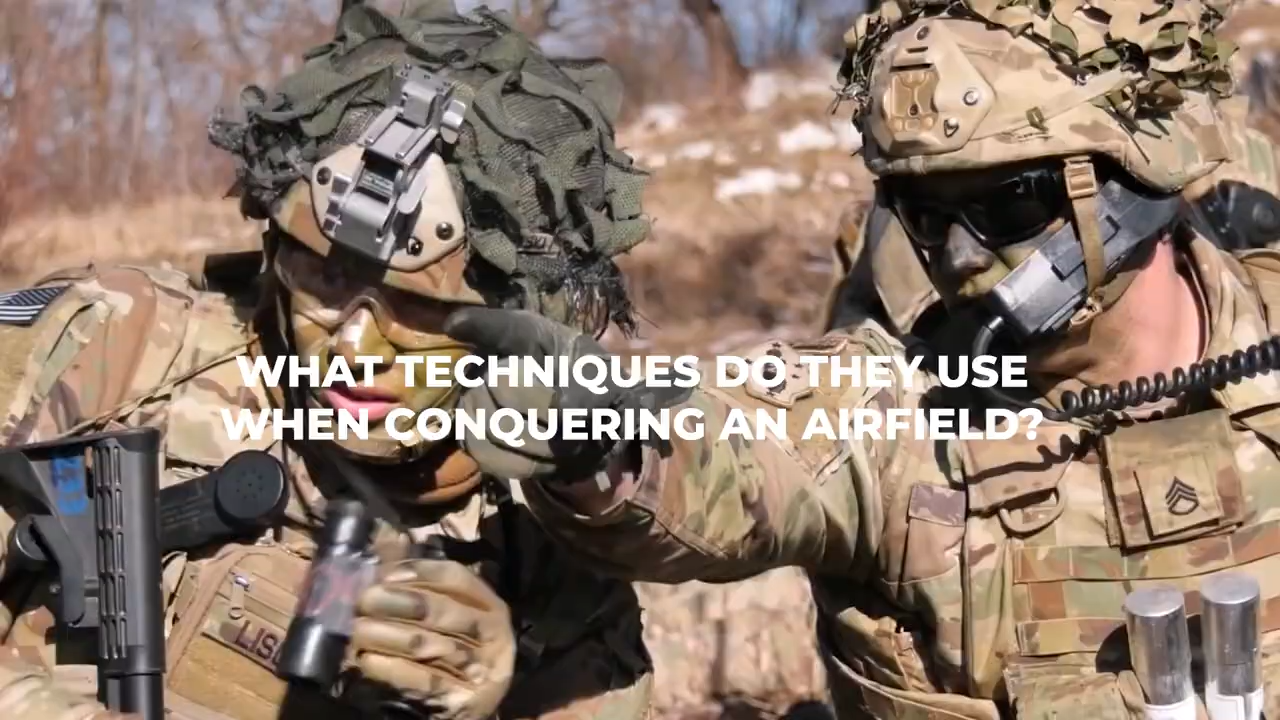 WHAT TECHNIQUES DO THEY USE
WHEN CONQUERING AN AIRFIELD?